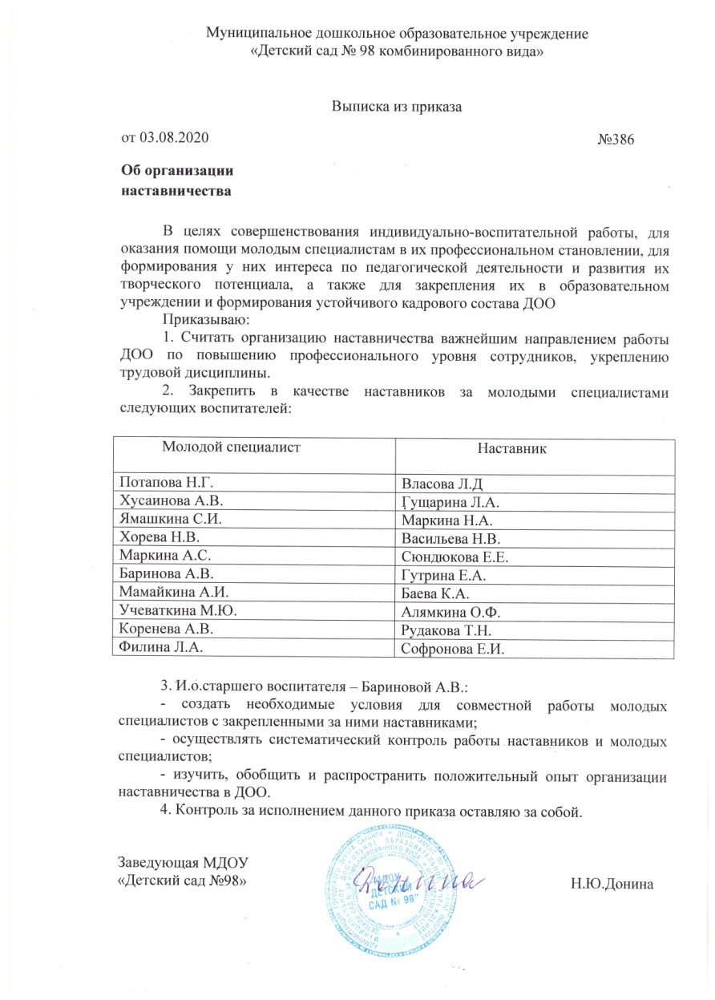 Муниципальное дошкольное образовательное учреждение
«Детский сад № 98 комбинированного вида»
Выписка из приказа
от 03.08.2020 №386
Об организации
наставничества
В целях совершенствования индивидуально-воспитательной работы, для
оказания помощи молодым специалистам в их профессиональном становлении, для
формирования у них интереса по педагогической деятельности и развития их
творческого потенциала, а также для закрепления их в образовательном
учреждении и формирования устойчивого кадрового состава ДОО
Приказываю:
1. Считать организацию наставничества важнейшим направлением работы
ДОО по повышению профессионального уровня сотрудников, укреплению
трудовой дисциплины.
2. Закрепить в качестве наставников за молодыми специалистами
следующих воспитателей:
Молодой специалист Наставник
Потапова Н.Г. Власова Л.Д
Хусаинова А.В. Гущарина Л.А.
Ямашкина С.И. Маркина Н.А.
Хорева Н.В. Васильева Н.В.
Маркина А.С. Сюндюкова Е.Е.
Баринова А.В. Гутрина Е.А.
Мамайкина А.И. Баева К.А.
Учеваткина М.Ю. Алямкина О.Ф.
Коренева А.В. Рудакова Т.Н.
Филина Л.А. Софронова Е.И.
3. И.о.старшего воспитателя – Бариновой А.В.:
- создать необходимые условия для совместной работы молодых
специалистов с закрепленными за ними наставниками;
- осуществлять систематический контроль работы наставников и молодых
специалистов;
- изучить, обобщить и распространить положительный опыт организации
наставничества в ДОО.
4. Контроль за исполнением данного приказа оставляю за собой.
Заведующая МДОУ
«Детский сад №98» Н.Ю.Донина
МДОУ
ДЕТСКИЙ
САД № 98"